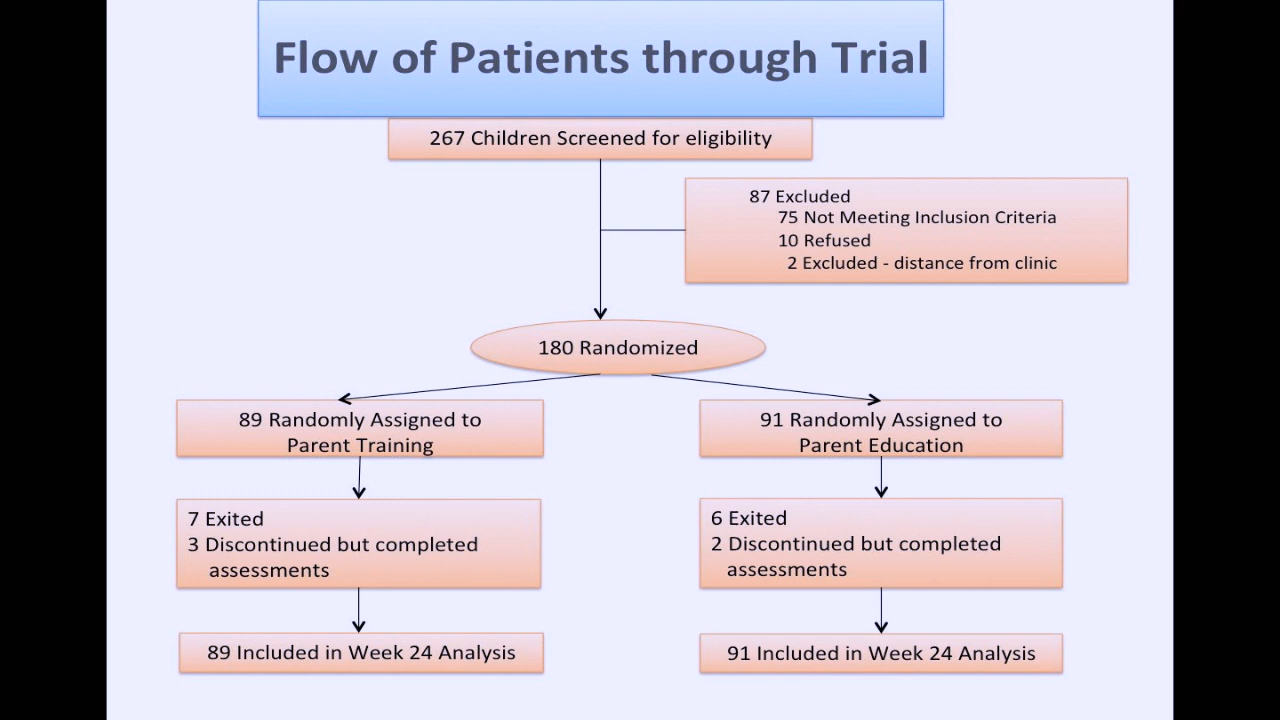 Flow of Patients through Trial
267 Children Screened for eligibility
87 Excluded
75 Not Meeting Inclusion Criteria
10 Refused
2 Excluded - distance from clinic
180 Randomized
89 Randomly Assigned to
Parent Training
91 Randomly Assigned to
Parent Education
7 Exited
3 Discontinued but completed
assessments
6 Exited
2 Discontinued but completed
assessments
89 Included in Week 24 Analysis
91 Included in Week 24 Analysis